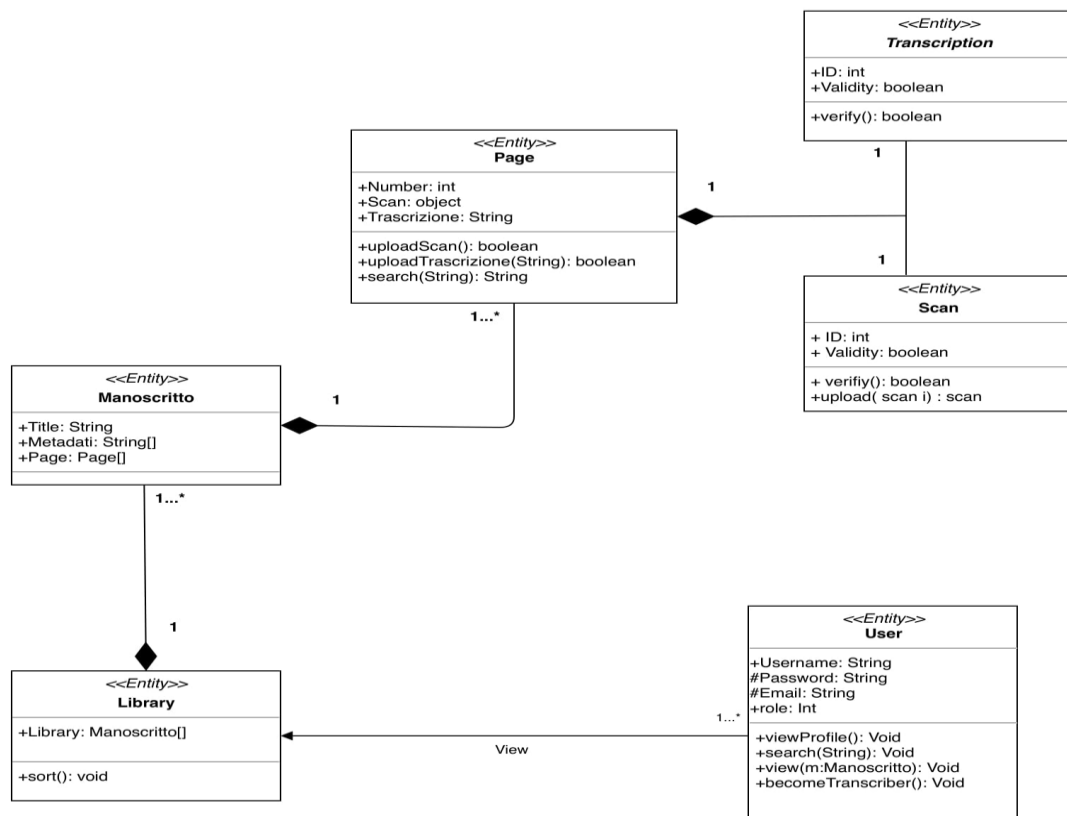 <<Entity>>
Transcription
+ID: int
+Validity: boolean
+verify(): boolean
1
1
<<Entity>>
Scan
+ ID: int
+ Validity: boolean
+ verifiy(): boolean
+upload( scan i) : scan
<<Entity>>
Page
+Number: int
+Scan: object
+Trascrizione: String
+uploadScan(): boolean
+uploadTrascrizione(String): boolean
+search(String): String
1
1...*
<<Entity>>
Manoscritto
+Title: String
+Metadati: String[]
+Page: Page[]
1
1...*
1
<<Entity>>
Library
+Library: Manoscritto[]
+sort(): void
View
1...*
<<Entity>>
User
+Username: String
#Password: String
#Email: String
+role: Int
+viewProfile(): Void
+search(String): Void
+view(m:Manoscritto): Void
+becomeTranscriber(): Void